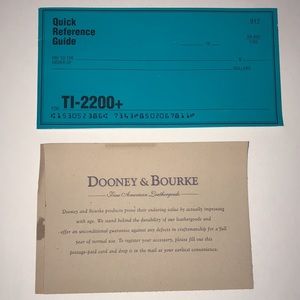 Quick
Reference
Guide
912
PAY TO THE
ORDER OF
$
DOLLARS
FOR
TI-2200+
DOONEY & BOURKE
Fine American Leathergoods
Dooney and Bourke products prove their enduring value by actually improving
with age. We stand behind the durability of our leathergoods and offer
an unconditional guarantee against any defects in craftsmanship for a full
year of normal use. To register your accessory, please fill out this
postage-paid card and drop it in the mail at your earliest convenience.